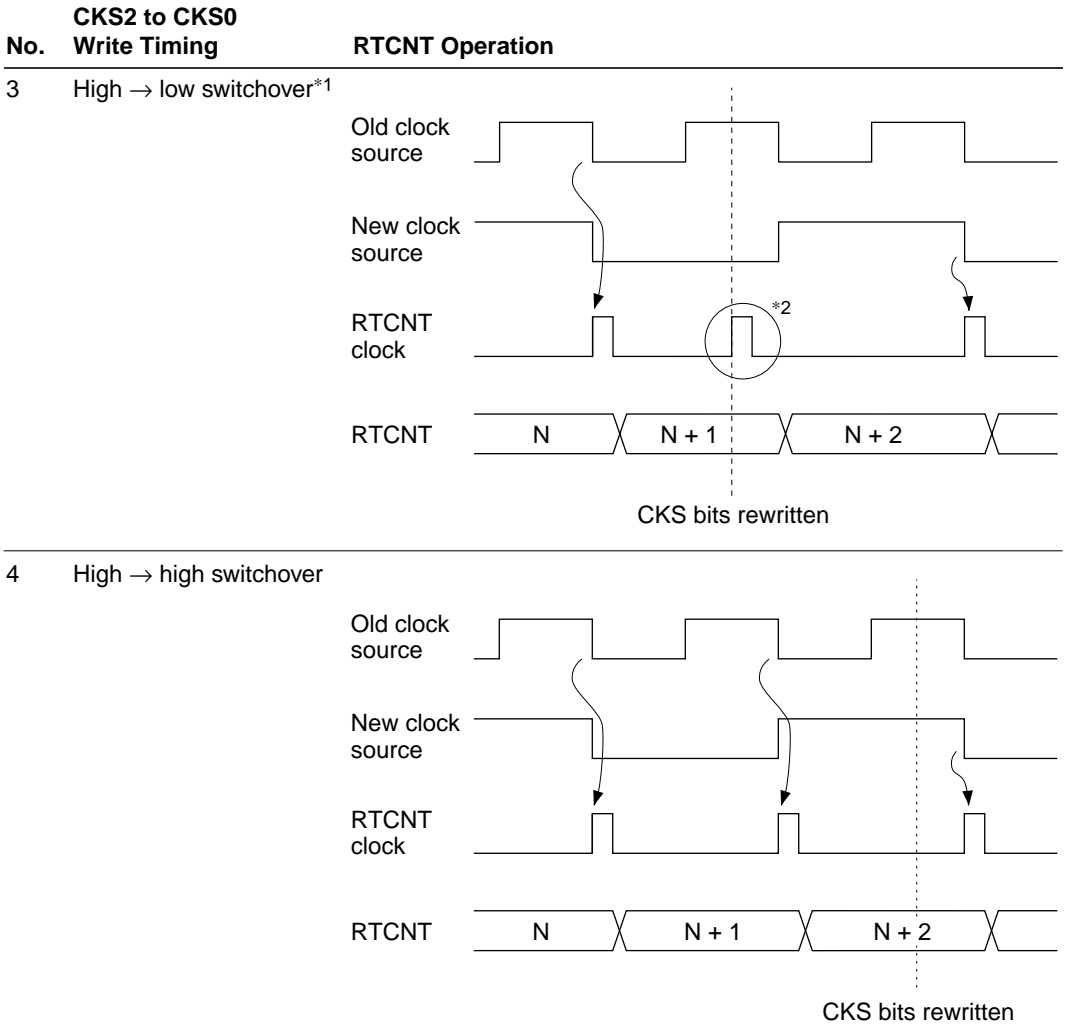 CKS2 to CKS0
No. Write Timing RTCNT Operation
3 High → low switchover*1
Old clock
source
New clock
source
*2
RTCNT
clock
RTCNT N N + 1 N + 2
CKS bits rewritten
4 High → high switchover
Old clock
source
New clock
source
RTCNT
clock
RTCNT N N + 1 N + 2
CKS bits rewritten